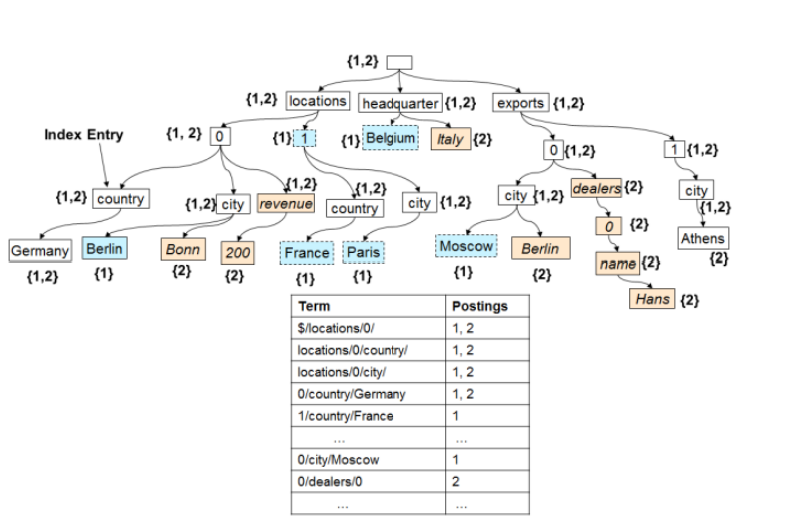 {1,2}
{1,2} locations headquarter {1,2} exports {1,2}
Index Entry {1, 2} 0 {1} 1 {1} Belgium Italy {2} 0 {1,2} 1 {1,2}
{1,2} country {1,2} city revenue {1,2} country {1,2} city {1,2} city {1,2} dealers {2} city {1,2}
Germany Berlin Bonn 200 France Paris Moscow Berlin 0 {2} Athens
{1,2} {1} {2} {2} {1} {1} {1} {2} name {2} {2}
Hans {2}
Term Postings
$/locations/0/ 1, 2
locations/0/country/ 1, 2
locations/0/city/ 1, 2
0/country/Germany 1, 2
1/country/France 1
... ...
0/city/Moscow 1
0/dealers/0 2
... ...